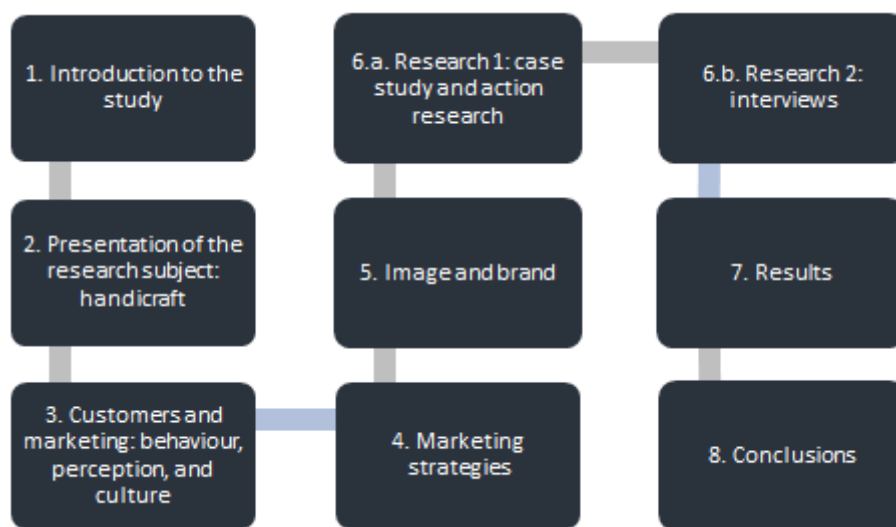 1. Introduction to the
study
2. Presentation of the
research subject:
handicraft
3. Customers and
marketing: behaviour,
perception, and
culture
4. Marketing
strategies
5. Image and brand
6.a. Research 1: case
study and action
research
6.b. Research 2:
interviews
7. Results
8. Conclusions